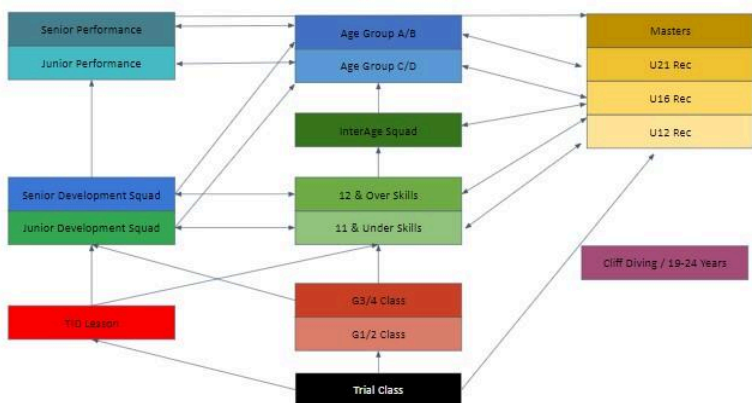 Senior Performance
Junior Performance
Age Group A/B
Age Group C/D
Masters
U21 Rec
U16 Rec
U12 Rec
InterAge Squad
Senior Development Squad
Junior Development Squad
12 & Over Skills
11 & Under Skills
Cliff Diving / 19-24 Years
G3/4 Class
G1/2 Class
Lesson
Trial Class